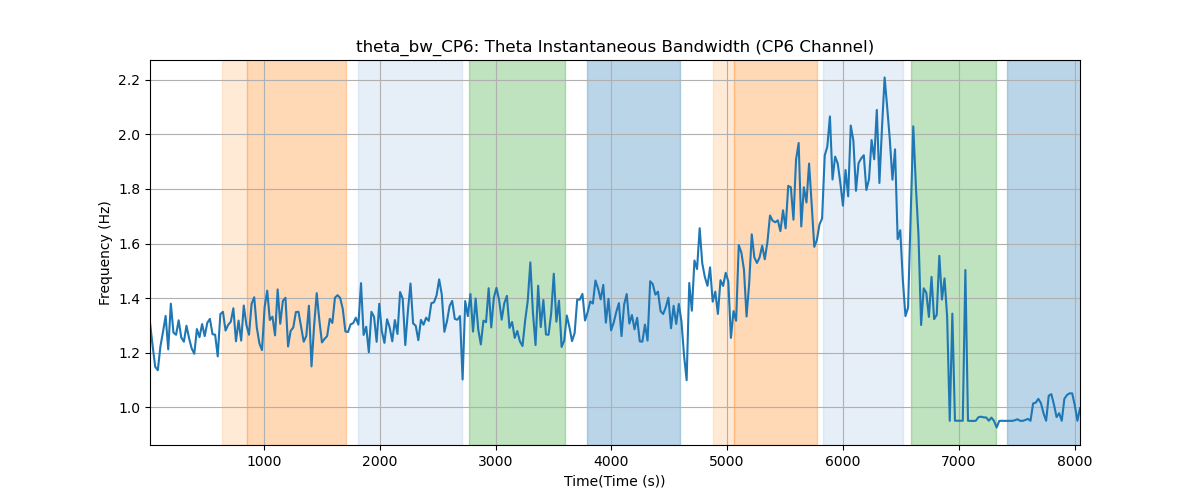 theta_bw_CP6: Theta Instantaneous Bandwidth (CP6 Channel)
Frequency (Hz)
2.2
2.0
1.8
1.6
1.4
1.2
1.0
1000 2000 3000 4000 5000 6000 7000 8000
Time(Time (s))